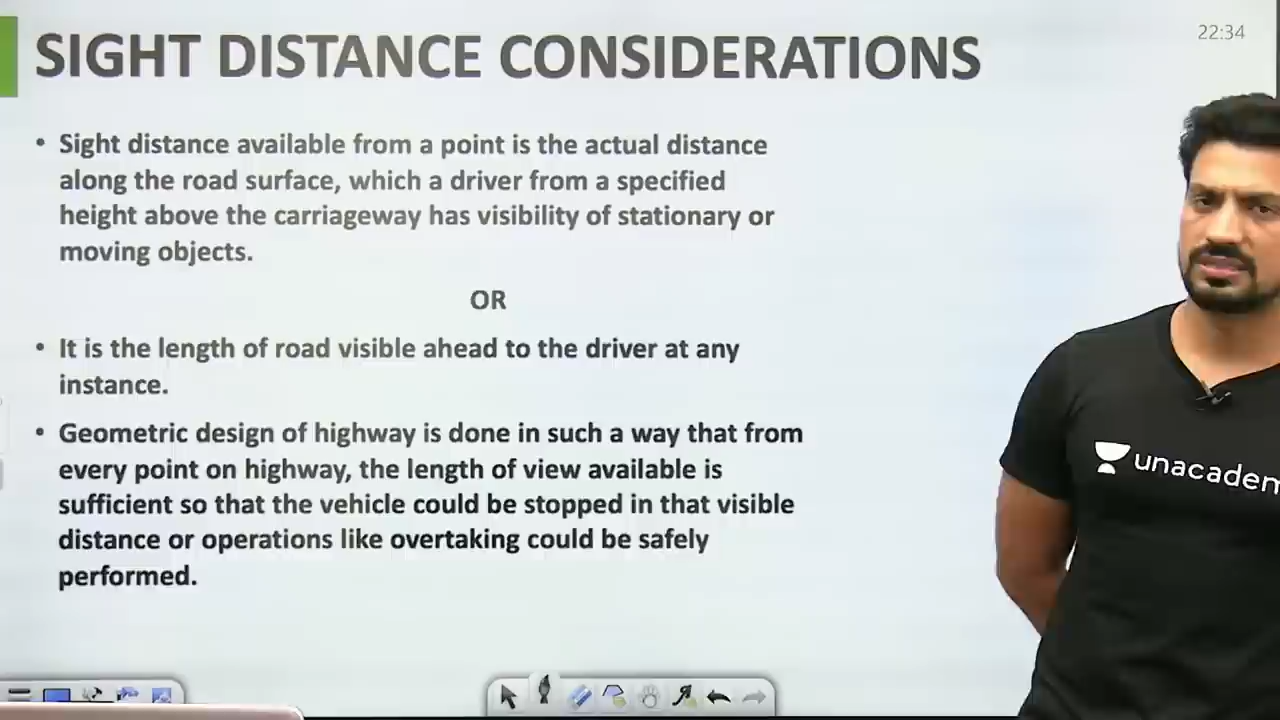 SIGHT DISTANCE CONSIDERATIONS
22:34
• Sight distance available from a point is the actual distance
along the road surface, which a driver from a specified
height above the carriageway has visibility of stationary or
moving objects.
OR
• It is the length of road visible ahead to the driver at any
instance.
• Geometric design of highway is done in such a way that from
every point on highway, the length of view available is
sufficient so that the vehicle could be stopped in that visible
distance or operations like overtaking could be safely
performed.
unacadem